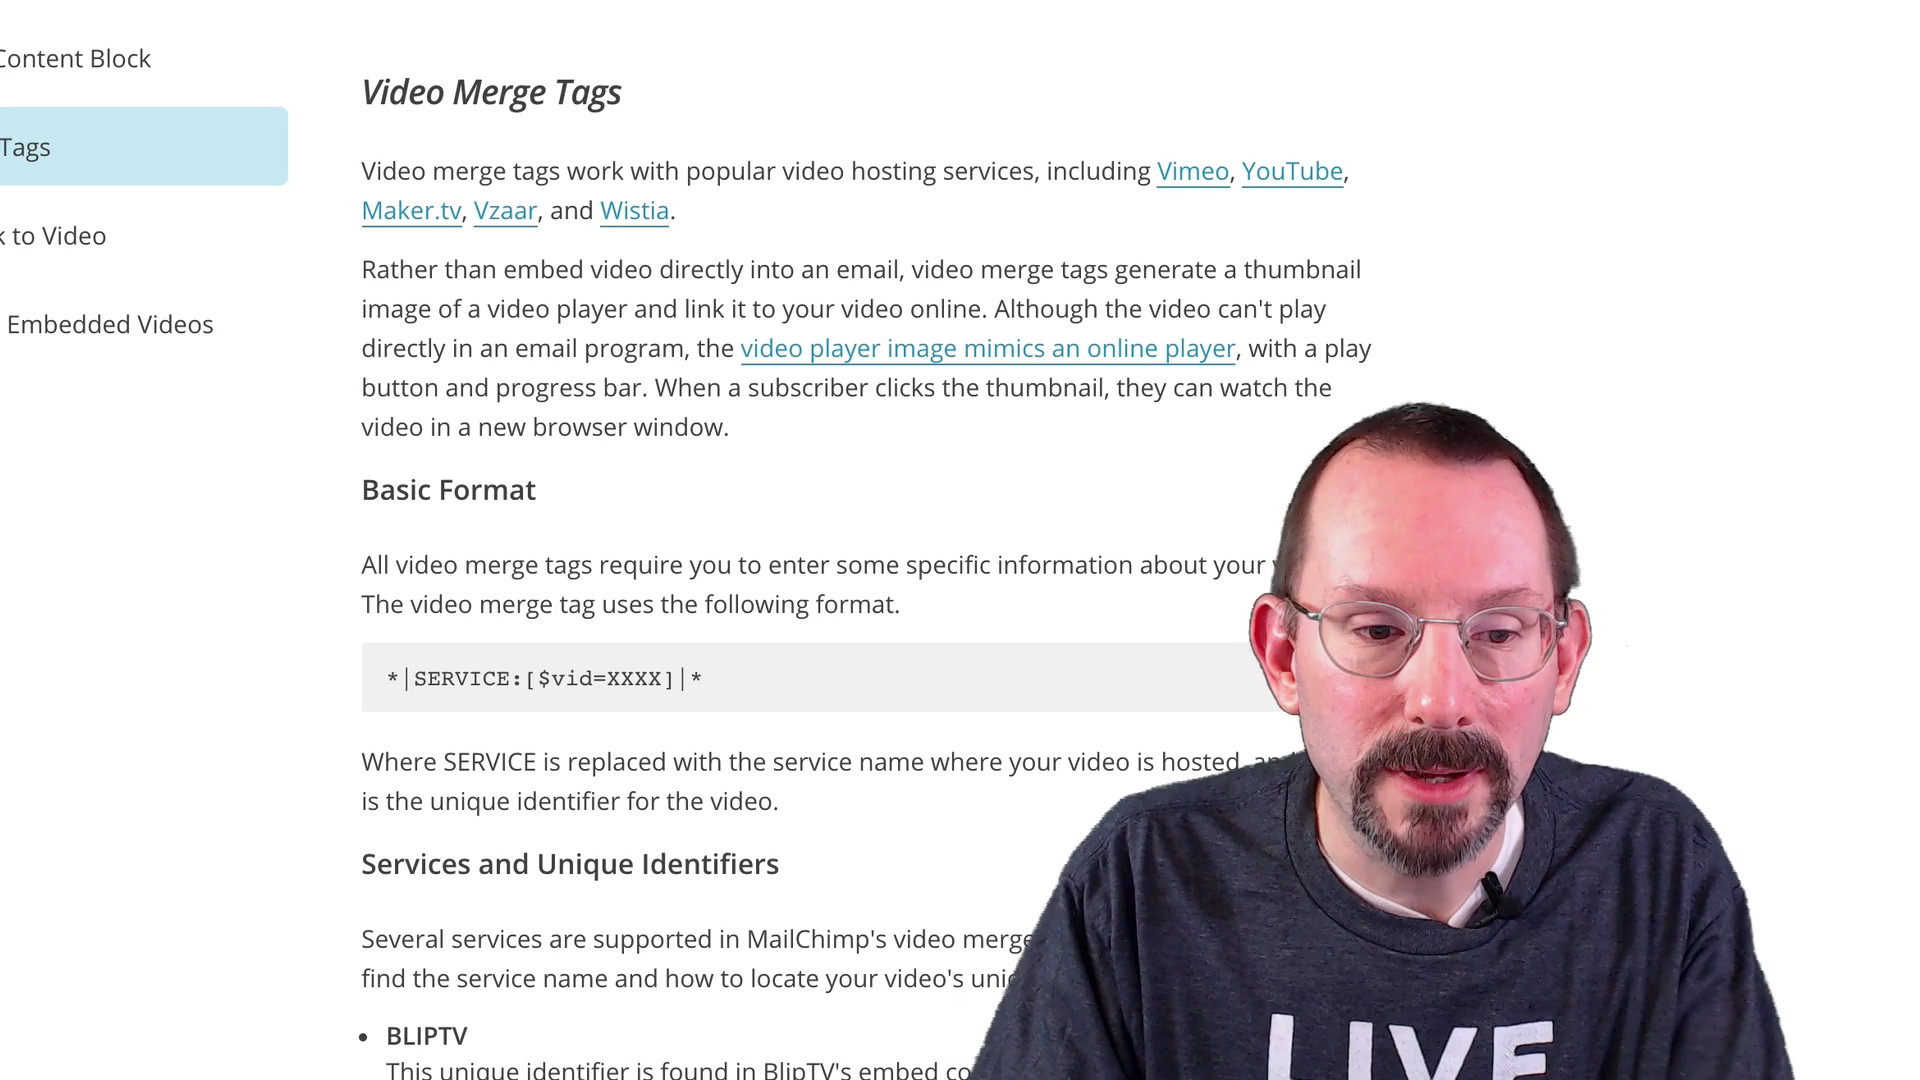 Content Block
Tags
to Video
Embedded Videos
Video Merge Tags
Video merge tags work with popular video hosting services, including Vimeo, YouTube,
Maker.tv, Vzaar, and Wistia.
Rather than embed video directly into an email, video merge tags generate a thumbnail
image of a video player and link it to your video online. Although the video can't play
directly in an email program, the video player image mimics an online player, with a play
button and progress bar. When a subscriber clicks the thumbnail, they can watch the
video in a new browser window.
Basic Format
All video merge tags require you to enter some specific information about your
The video merge tag uses the following format.
*|SERVICE:[$vid=XXXX]|*
Where SERVICE is replaced with the service name where your video is hosted,
is the unique identifier for the video.
Services and Unique Identifiers
Several services are supported in MailChimp's video merge
find the service name and how to locate your video's
• BLIPTV
This unique identifier is found in BlipTV's embed
LIVE